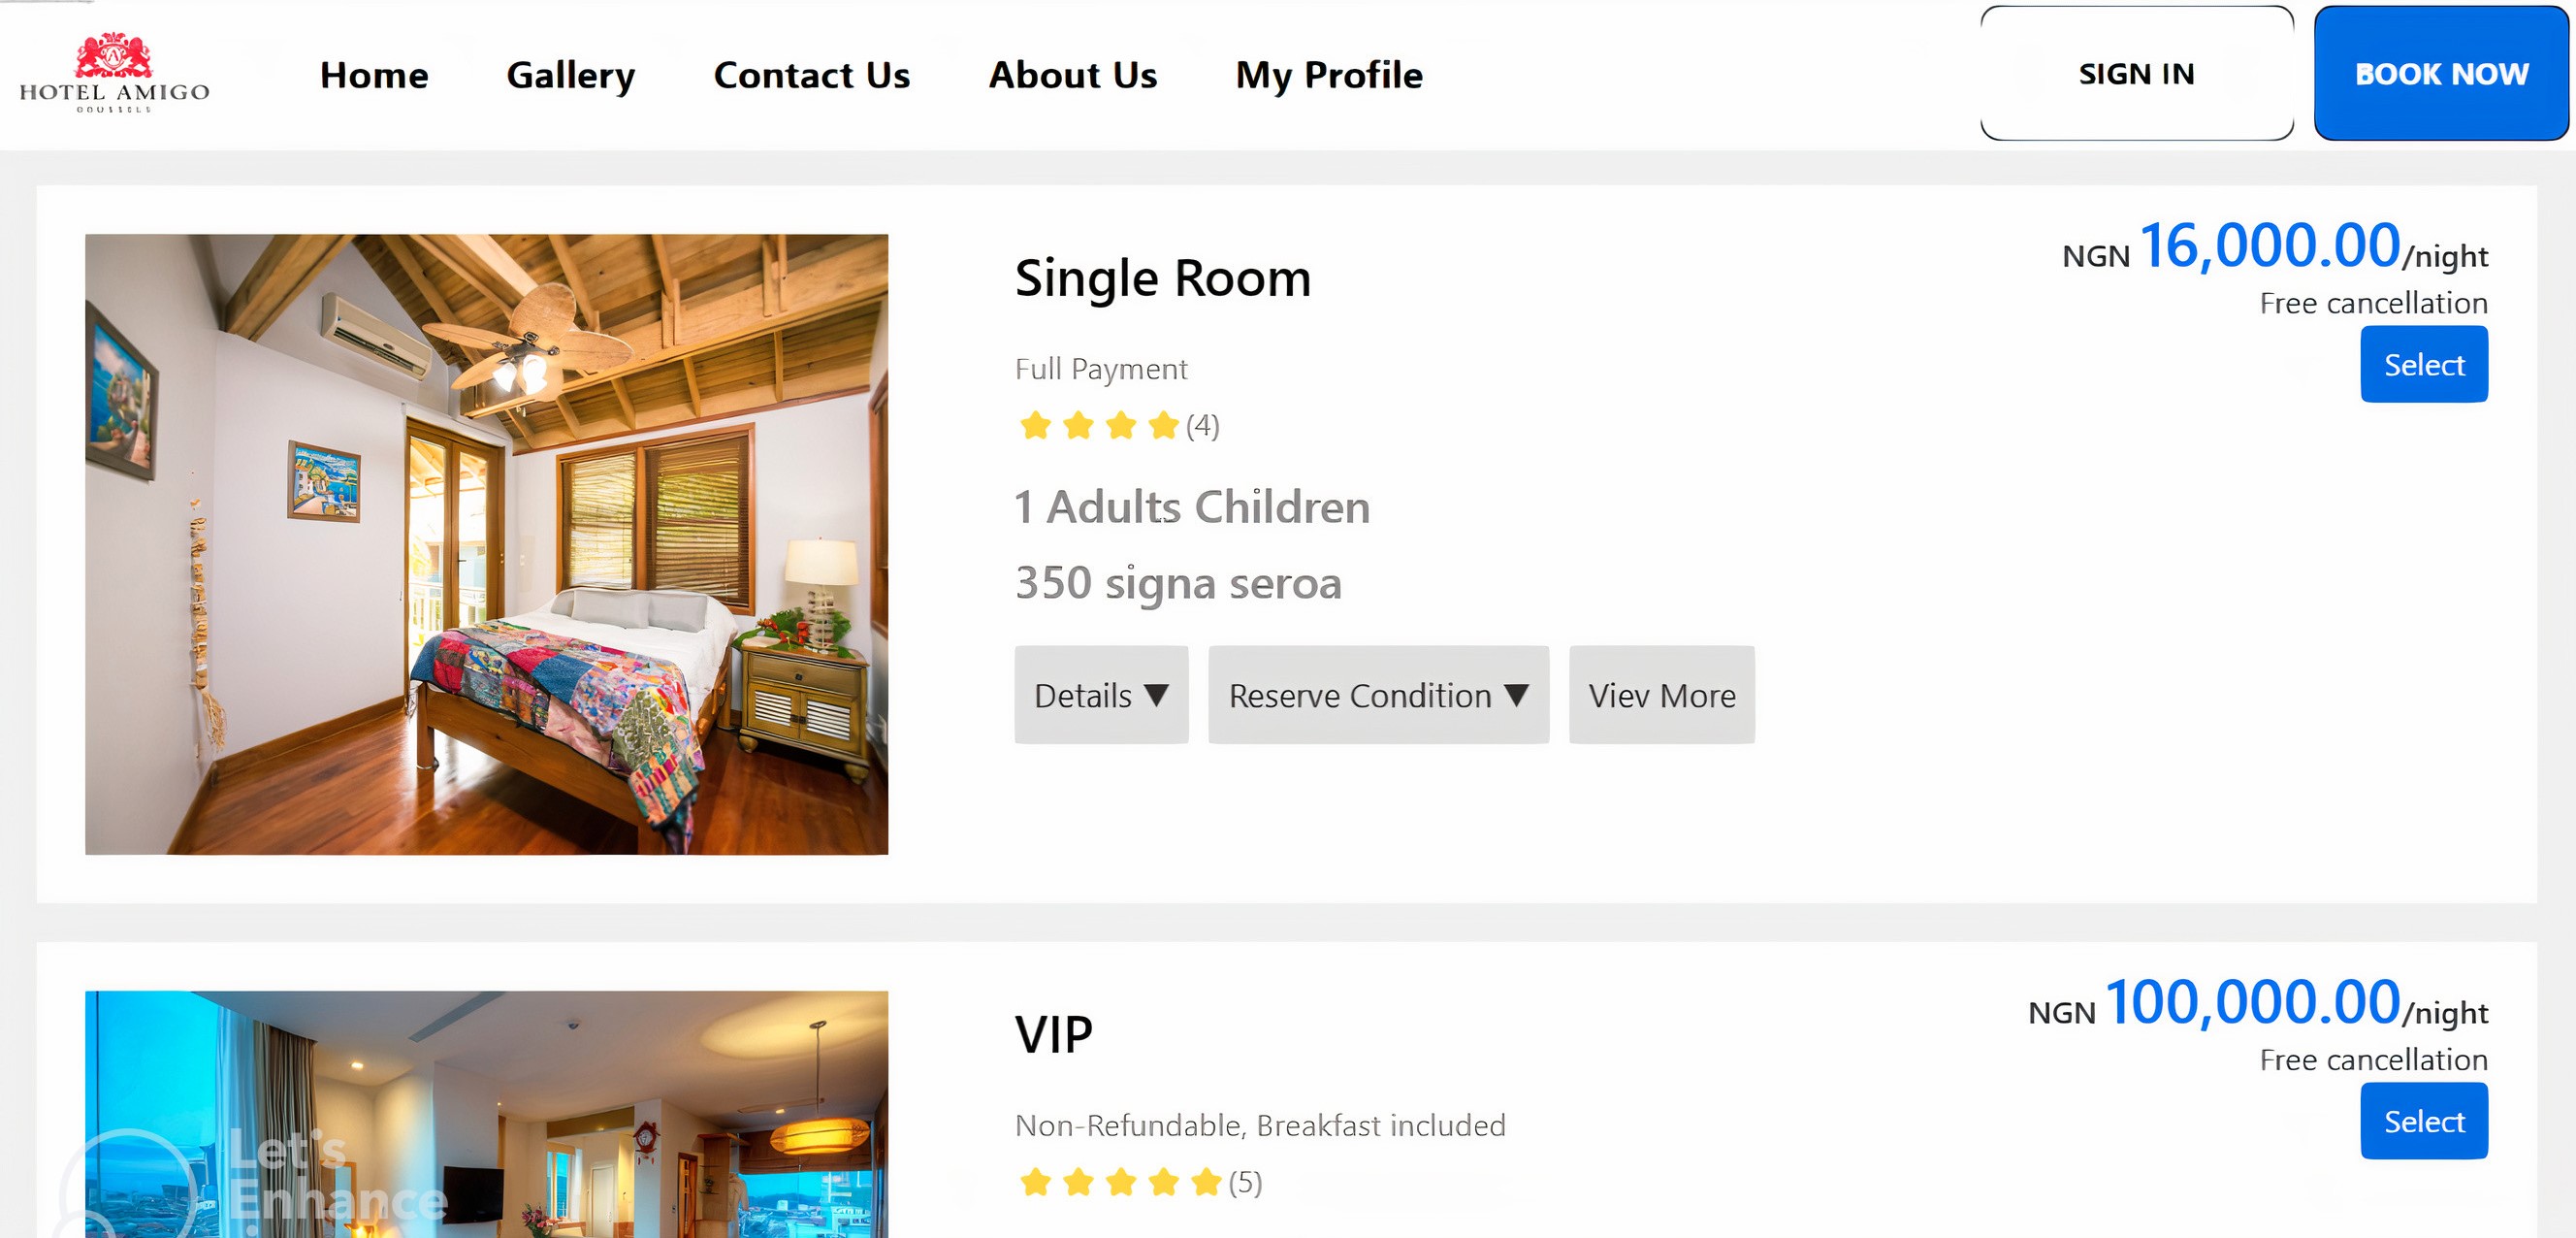 HOTEL AMIGO
Home Gallery Contact Us About Us My Profile SIGN IN BOOK NOW
Single Room
NGN 16,000.00/night
Free cancellation
Select
Full Payment
(4)
1 Adults Children
350 signa seroa
Details ▼ Reserve Condition ▼ Viev More
VIP
NGN 100,000.00/night
Free cancellation
Select
Non-Refundable, Breakfast included
(5)
Let's
Enhance